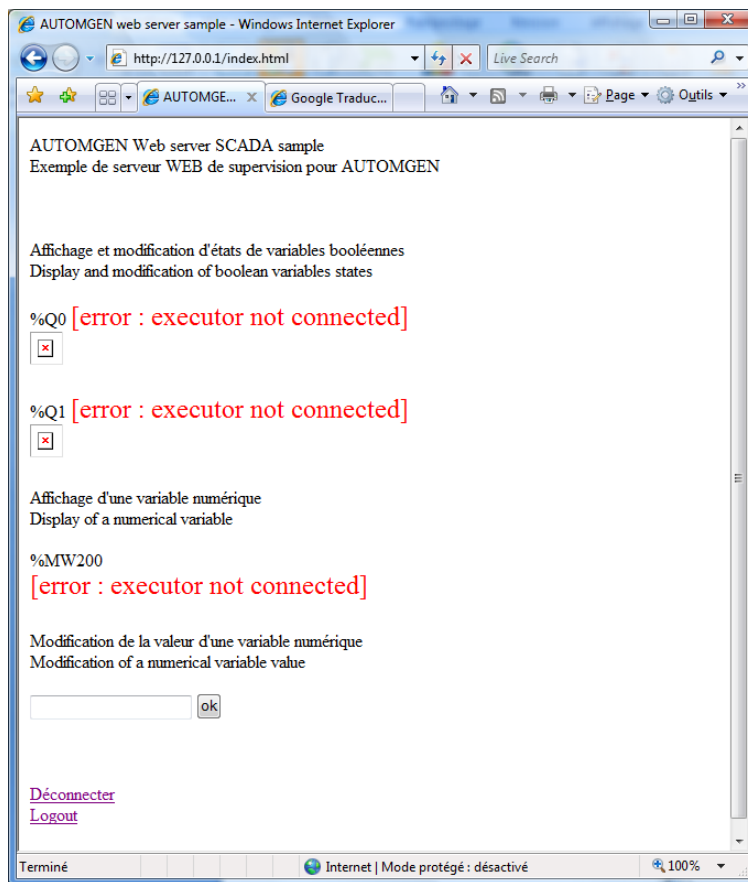 AUTOMGEN web server sample - Windows Internet Explorer
http://127.0.0.1/index.html
Live Search
AUTOMGE...
Google Traduc...
Page
Outils
AUTOMGEN Web server SCADA sample
Exemple de serveur WEB de supervision pour AUTOMGEN
Affichage et modification d'états de variables booléennes
Display and modification of boolean variables states
%Q0 [error : executor not connected]
%Q1 [error : executor not connected]
Affichage d'une variable numérique
Display of a numerical variable
%MW200
[error : executor not connected]
Modification de la valeur d'une variable numérique
Modification of a numerical variable value
ok
Déconnecter
Logout
Terminé
Internet | Mode protégé : désactivé
100%